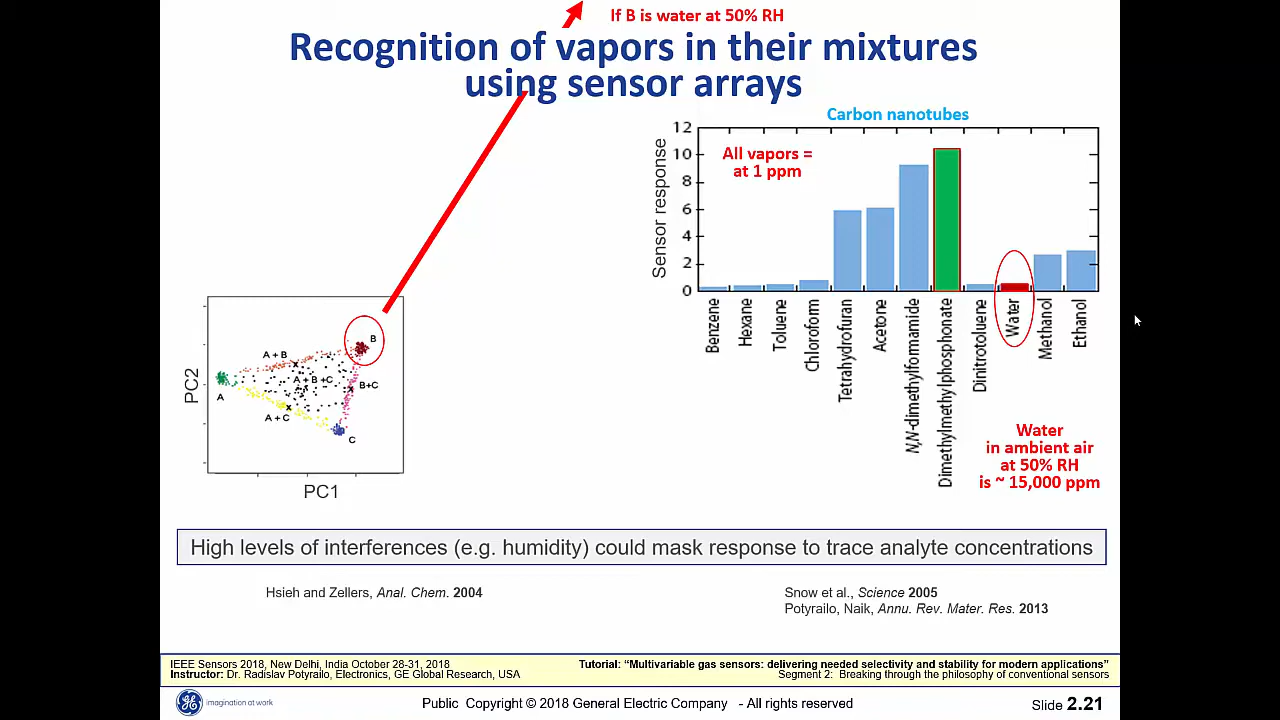 If B is water at 50% RH
Recognition of vapors in their mixtures
using sensor arrays
Carbon nanotubes
12
10
8
6
4
2
0
Sensor response
All vapors =
at 1 ppm
Benzene
Hexane
Toluene
Chloroform
Tetrahydrofuran
Acetone
N,N-dimethylformamide
Dimethylmethylphosphonate
Dinitrotoluene
Water
Methanol
Ethanol
PC2
A
A + B
B
A + B + C
B+C
A + C
C
PC1
Water
in ambient air
at 50% RH
is ~ 15,000 ppm
High levels of interferences (e.g. humidity) could mask response to trace analyte concentrations
Hsieh and Zellers, Anal. Chem. 2004
Snow et al., Science 2005
Potyrailo, Naik, Annu. Rev. Mater. Res. 2013
IEEE Sensors 2018, New Delhi, India October 28-31, 2018
Instructor: Dr. Radislav Potyrailo, Electronics, GE Global Research, USA
Tutorial: “Multivariable gas sensors: delivering needed selectivity and stability for modern applications”
Segment 2: Breaking through the philosophy of conventional sensors
imagination at work
Public Copyright © 2018 General Electric Company - All rights reserved
Slide 2.21